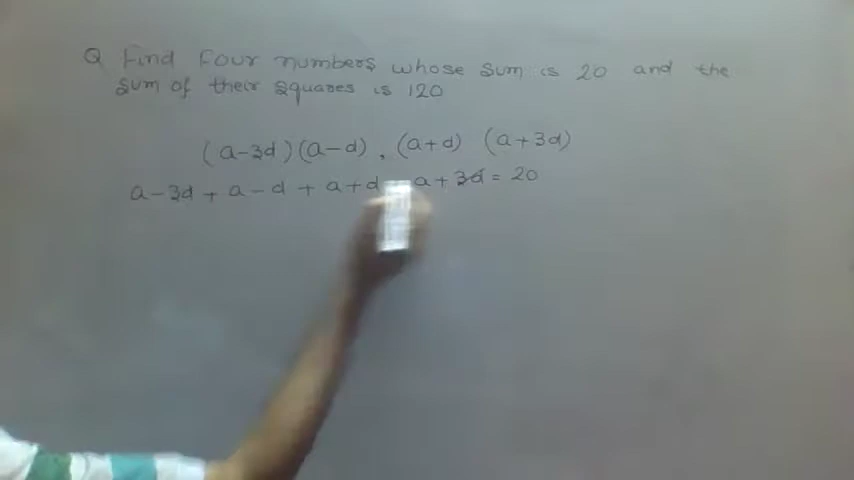 Q Find Four numbers whose sum is 20 and the
sum of their squares is 120
(a-3d)(a-d), (a+d) (a+3d)
a-3d + a-d + a+d a+3d = 20